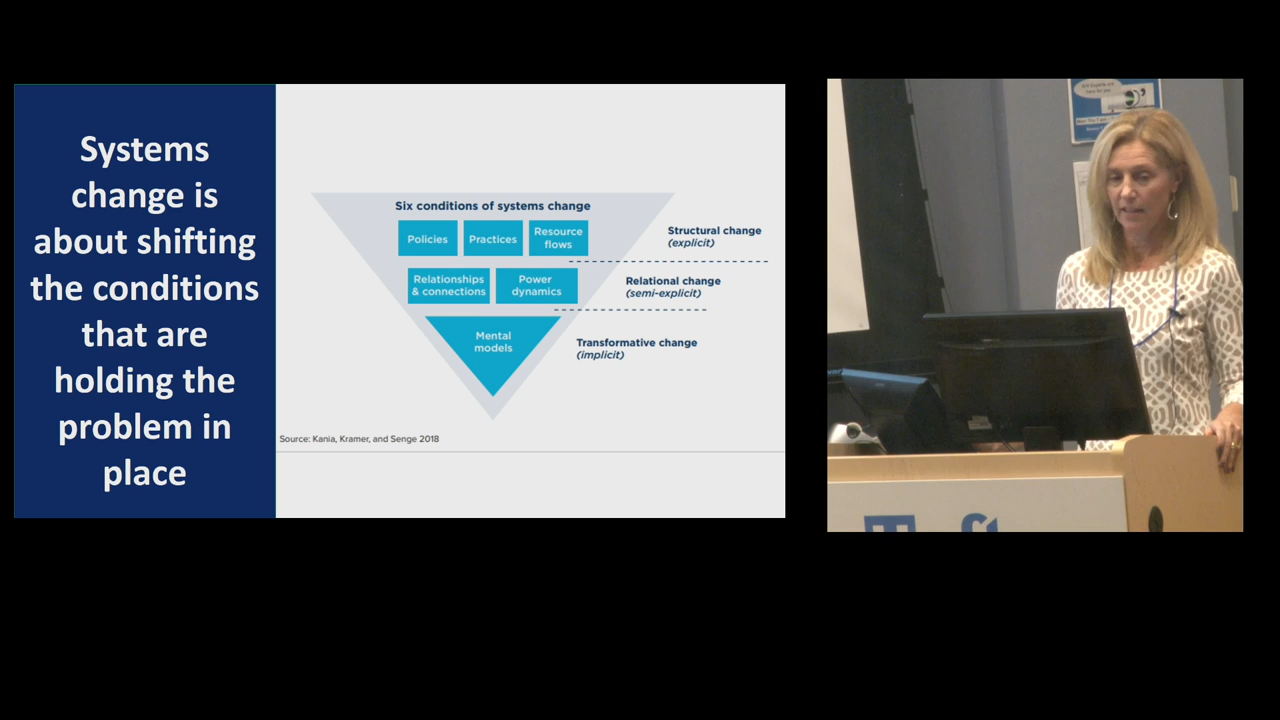 Systems
change is
about shifting
the conditions
that are
holding the
problem in
place
Six conditions of systems change
Policies
Practices
Resource
flows
Structural change
(explicit)
Relationships
& connections
Power
dynamics
Relational change
(semi-explicit)
Mental
models
Transformative change
(implicit)
Source: Kania, Kramer, and Senge 2018